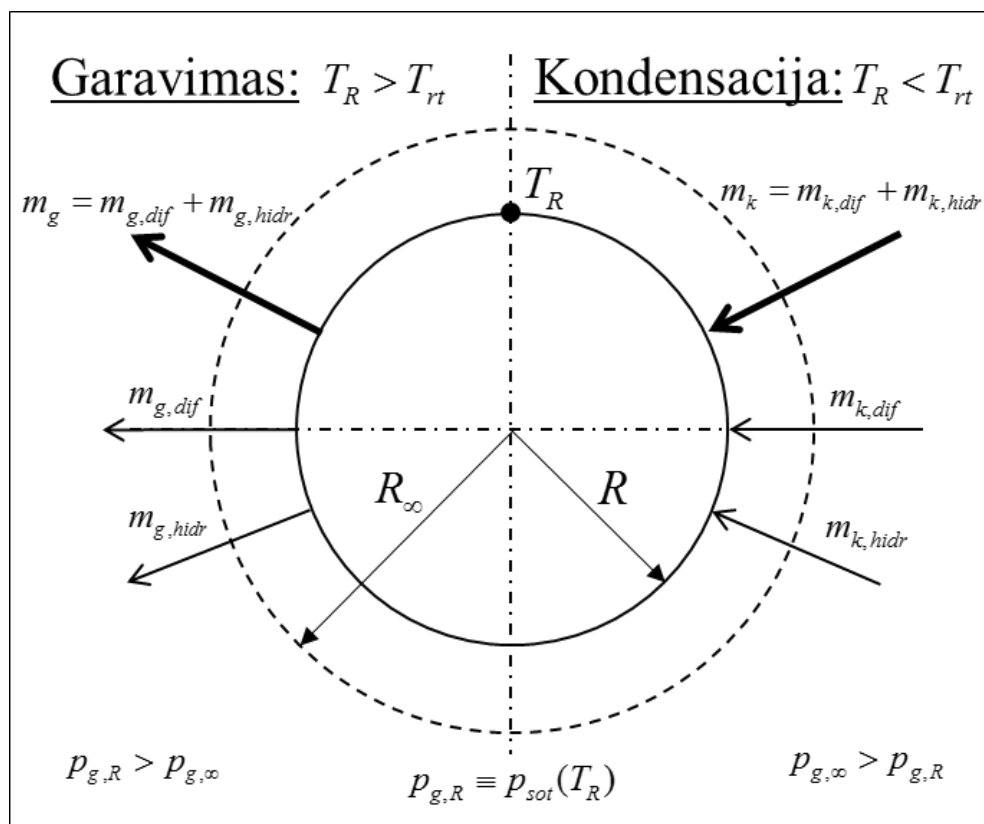 Garavimas: T_R > T_rt
Kondensacija: T_R < T_rt
T_R
m_g = m_g,dif + m_g,hidr
m_k = m_k,dif + m_k,hidr
m_g,dif
m_k,dif
R_∞
R
m_g,hidr
m_k,hidr
p_g,R > p_g,∞
p_g,R ≡ p_sot(T_R)
p_g,∞ > p_g,R